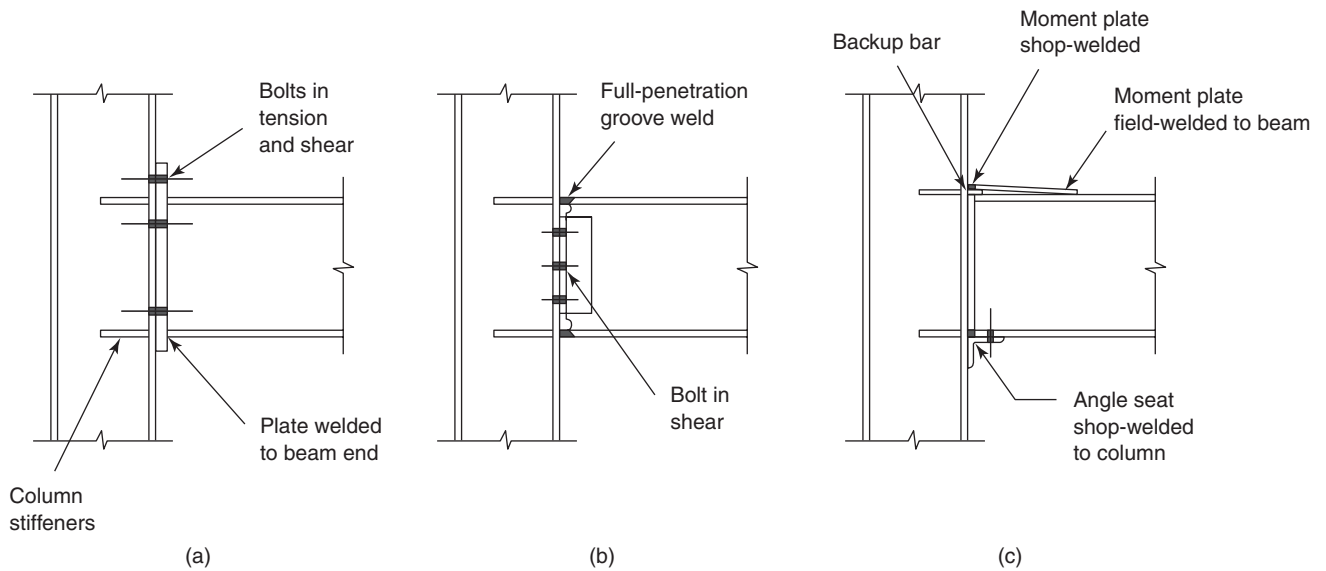 Bolts in
tension
and shear
Plate welded
to beam end
Column
stiffeners
(a)
Full-penetration
groove weld
Bolt in
shear
(b)
Backup bar
Moment plate
shop-welded
Moment plate
field-welded to beam
Angle seat
shop-welded
to column
(c)